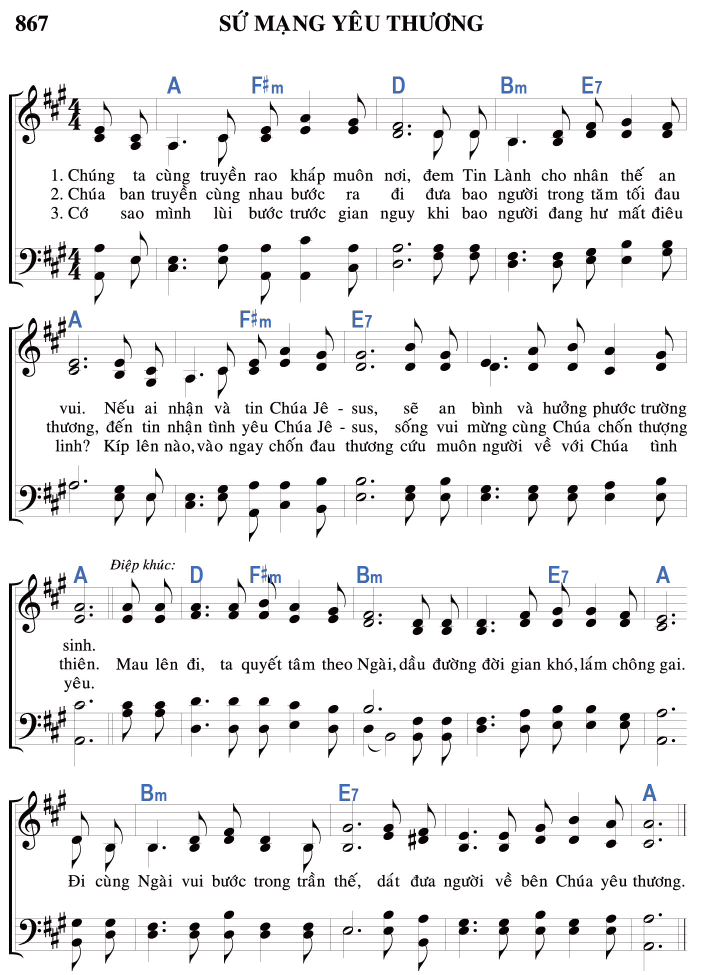 867 SỨ MẠNG YÊU THƯƠNG
A F♯m D Bm E7
1. Chúng ta cùng truyền rao khắp muôn nơi, đem Tin Lành cho nhân thế an
2. Chúa ban truyền cùng nhau bước ra đi đưa bao người trong tăm tối đau
3. Cớ sao mình lùi bước trước gian nguy khi bao người đang hư mất điêu
A F♯m E7
vui. Nếu ai nhận và tin Chúa Jê - sus, sẽ an bình và hưởng phước trường
thương, đến tin nhận tình yêu Chúa Jê - sus, sống vui mừng cùng Chúa chốn thượng
linh? Kíp lên nào, vào ngay chốn đau thương cứu muôn người về với Chúa tình
Điệp khúc:
A D F♯m Bm E7 A
sinh.
thiên. Mau lên đi, ta quyết tâm theo Ngài, dầu đường đời gian khó, lắm chông gai.
yêu.
Bm E7 A
Đi cùng Ngài vui bước trong trần thế, dắt đưa người về bên Chúa yêu thương.